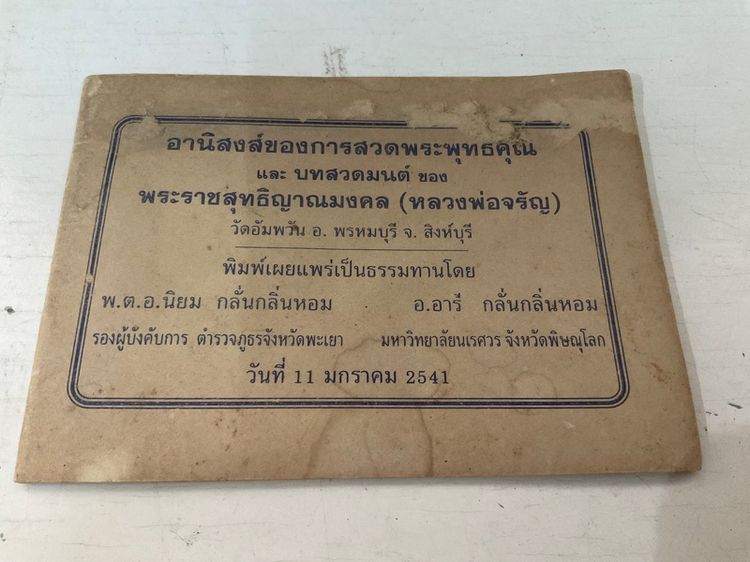 อานิสงส์ของการสวดพระพุทธคุณ
และ บทสวดมนต์ ของ
พระราชสุทธิญาณมงคล (หลวงพ่อจรัญ)
วัดอัมพวัน อ. พรหมบุรี จ. สิงห์บุรี
พิมพ์เผยแพร่เป็นธรรมทานโดย
พ.ต.อ.นิยม กลั่นกลิ่นหอม อ.อารี กลั่นกลิ่นหอม
รองผู้บังคับการ ตำรวจภูธรจังหวัดพะเยา มหาวิทยาลัยนเรศวร จังหวัดพิษณุโลก
วันที่ 11 มกราคม 2541